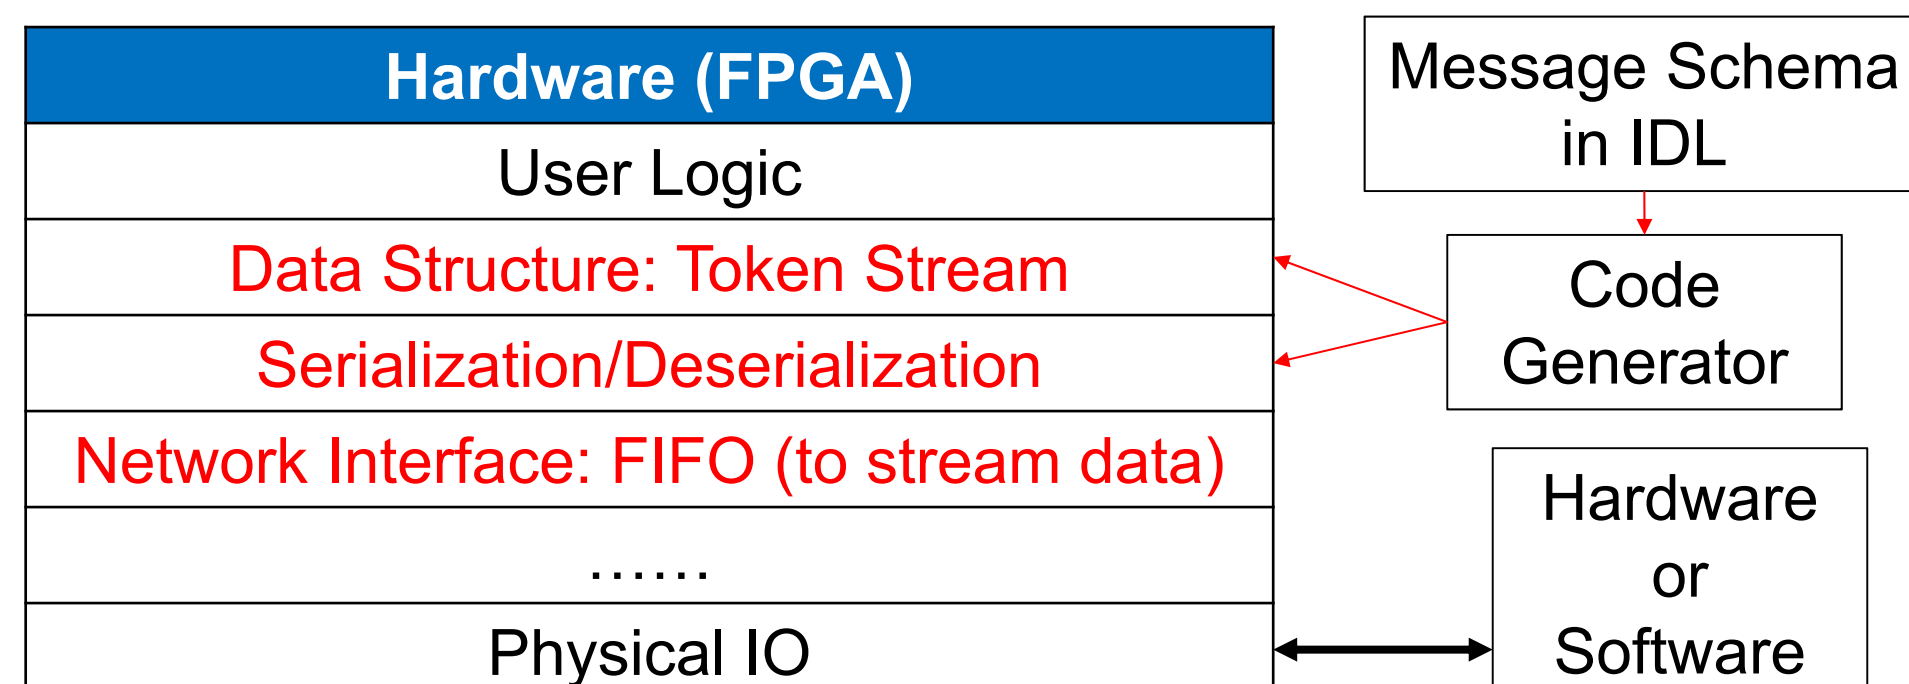 Hardware (FPGA)
User Logic
Data Structure: Token Stream
Serialization/Deserialization
Network Interface: FIFO (to stream data)
......
Physical IO
Message Schema
in IDL
Code
Generator
Hardware
or
Software